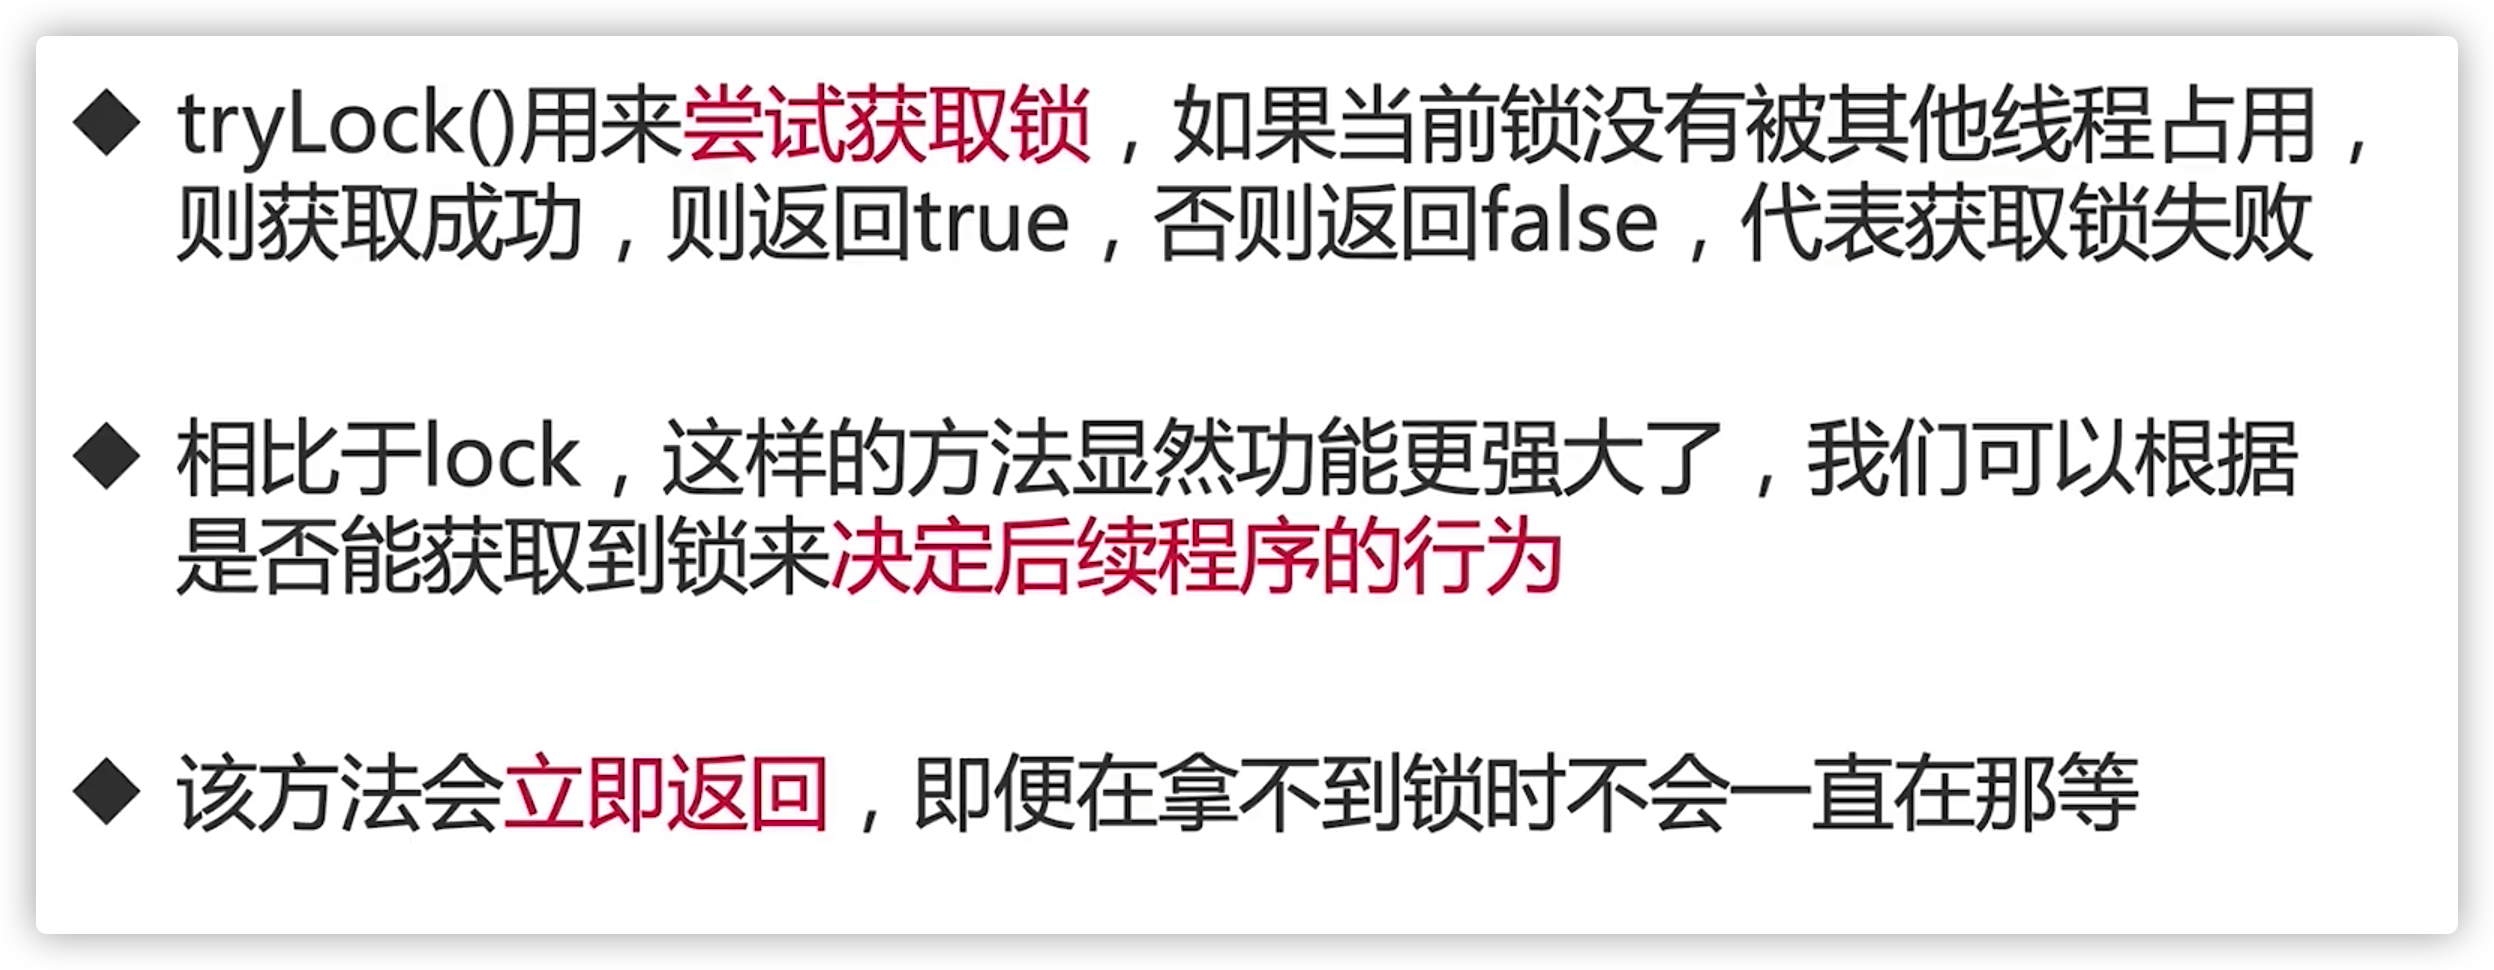 ◆ tryLock()用来尝试获取锁，如果当前锁没有被其他线程占用，
则获取成功，则返回true，否则返回false，代表获取锁失败
◆ 相比于lock，这样的方法显然功能更强大了，我们可以根据
是否能获取到锁来决定后续程序的行为
◆ 该方法会立即返回，即便在拿不到锁时不会一直在那等